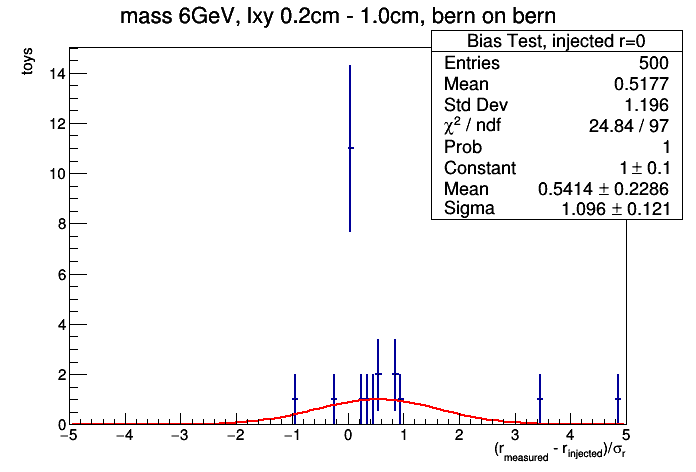 mass 6GeV, lxy 0.2cm - 1.0cm, bern on bern
Bias Test, injected r=0
Entries 500
Mean 0.5177
Std Dev 1.196
χ² / ndf 24.84 / 97
Prob 1
Constant 1 ± 0.1
Mean 0.5414 ± 0.2286
Sigma 1.096 ± 0.121
toys
14
12
10
8
6
4
2
0
−5 −4 −3 −2 −1 0 1 2 3 4 5
(r_measured - r_injected)/σ_r